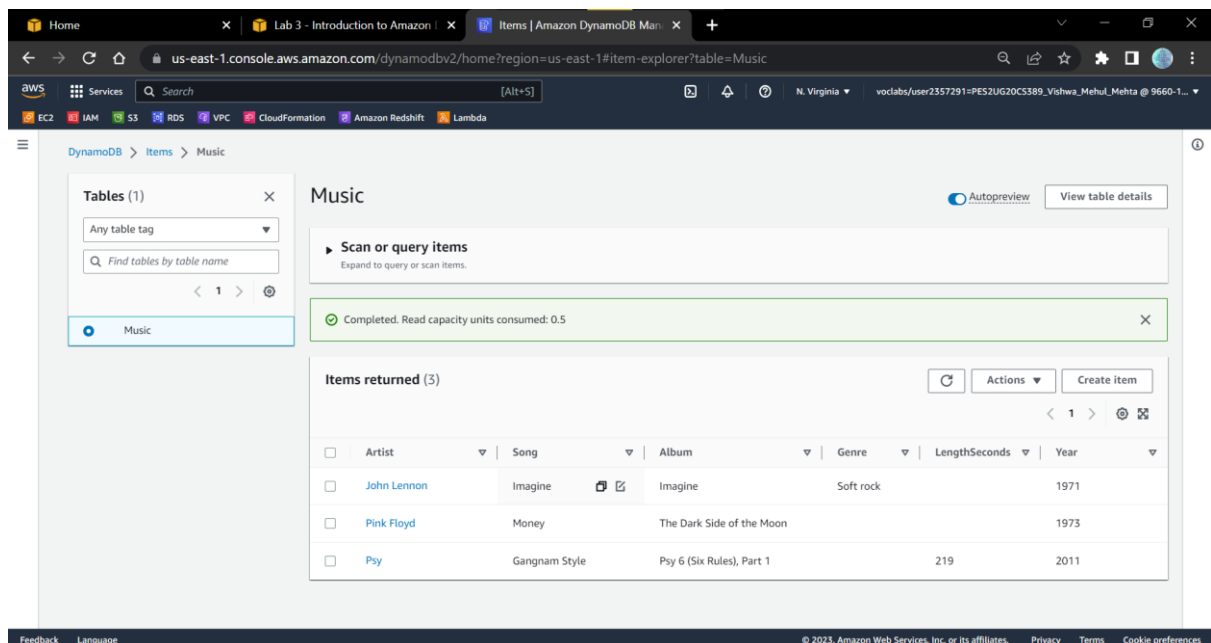 Home
Lab 3 - Introduction to Amazon
Items | Amazon DynamoDB Man
us-east-1.console.aws.amazon.com/dynamodbv2/home?region=us-east-1#item-explorer?table=Music
aws Services Search [Alt+S] N. Virginia voclabs/user2357291=PES2UG20CS389_Vishwa_Mehul_Mehta @ 9660-1...
EC2 IAM S3 RDS VPC CloudFormation Amazon Redshift Lambda
DynamoDB > Items > Music
Tables (1)
Any table tag
Find tables by table name
1
Music
Music
Autopreview View table details
Scan or query items
Expand to query or scan items.
Completed. Read capacity units consumed: 0.5
Items returned (3)
Actions Create item
1
Artist Song Album Genre LengthSeconds Year
John Lennon Imagine Imagine Soft rock 1971
Pink Floyd Money The Dark Side of the Moon 1973
Psy Gangnam Style Psy 6 (Six Rules), Part 1 219 2011
Feedback Language © 2023, Amazon Web Services, Inc. or its affiliates. Privacy Terms Cookie preferences